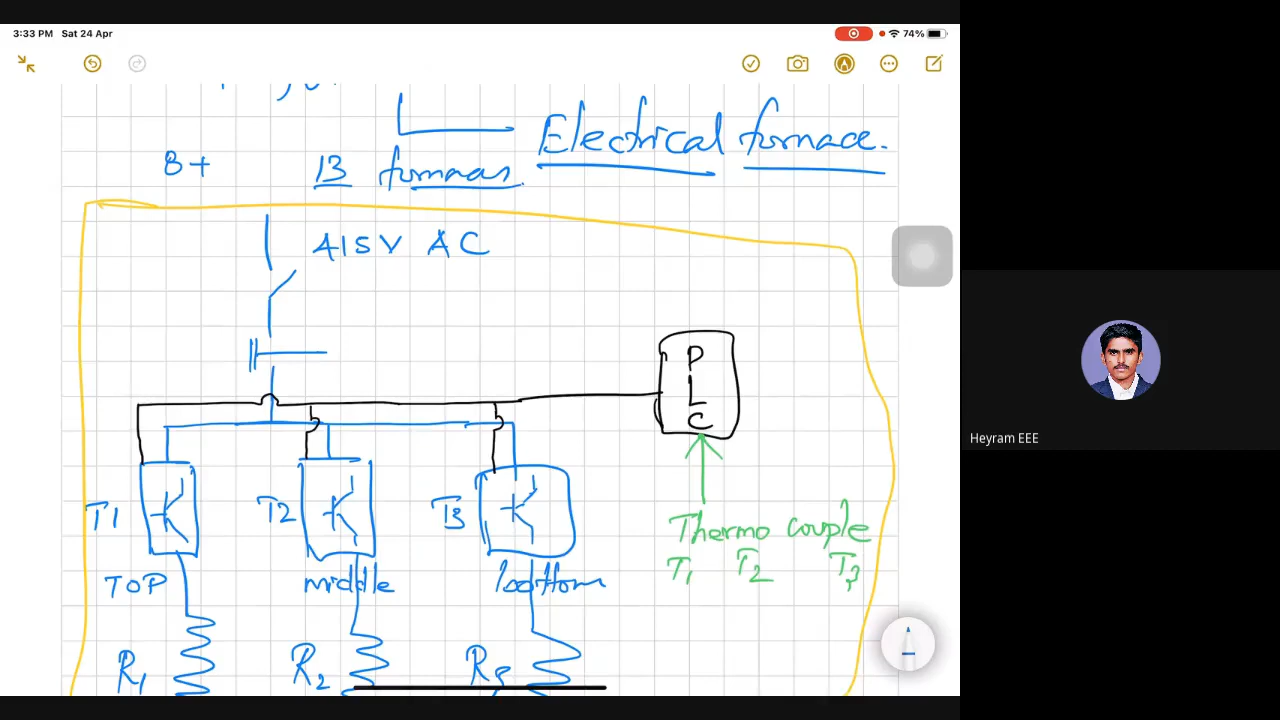 3:33 PM Sat 24 Apr
74%
Electrical furnace.
8+ 13 furnaces.
415V AC
P
L
C
T1 T2 T3
Thermo couple
T1 T2 T3
TOP middle bottom
R1 R2
Heyram EEE